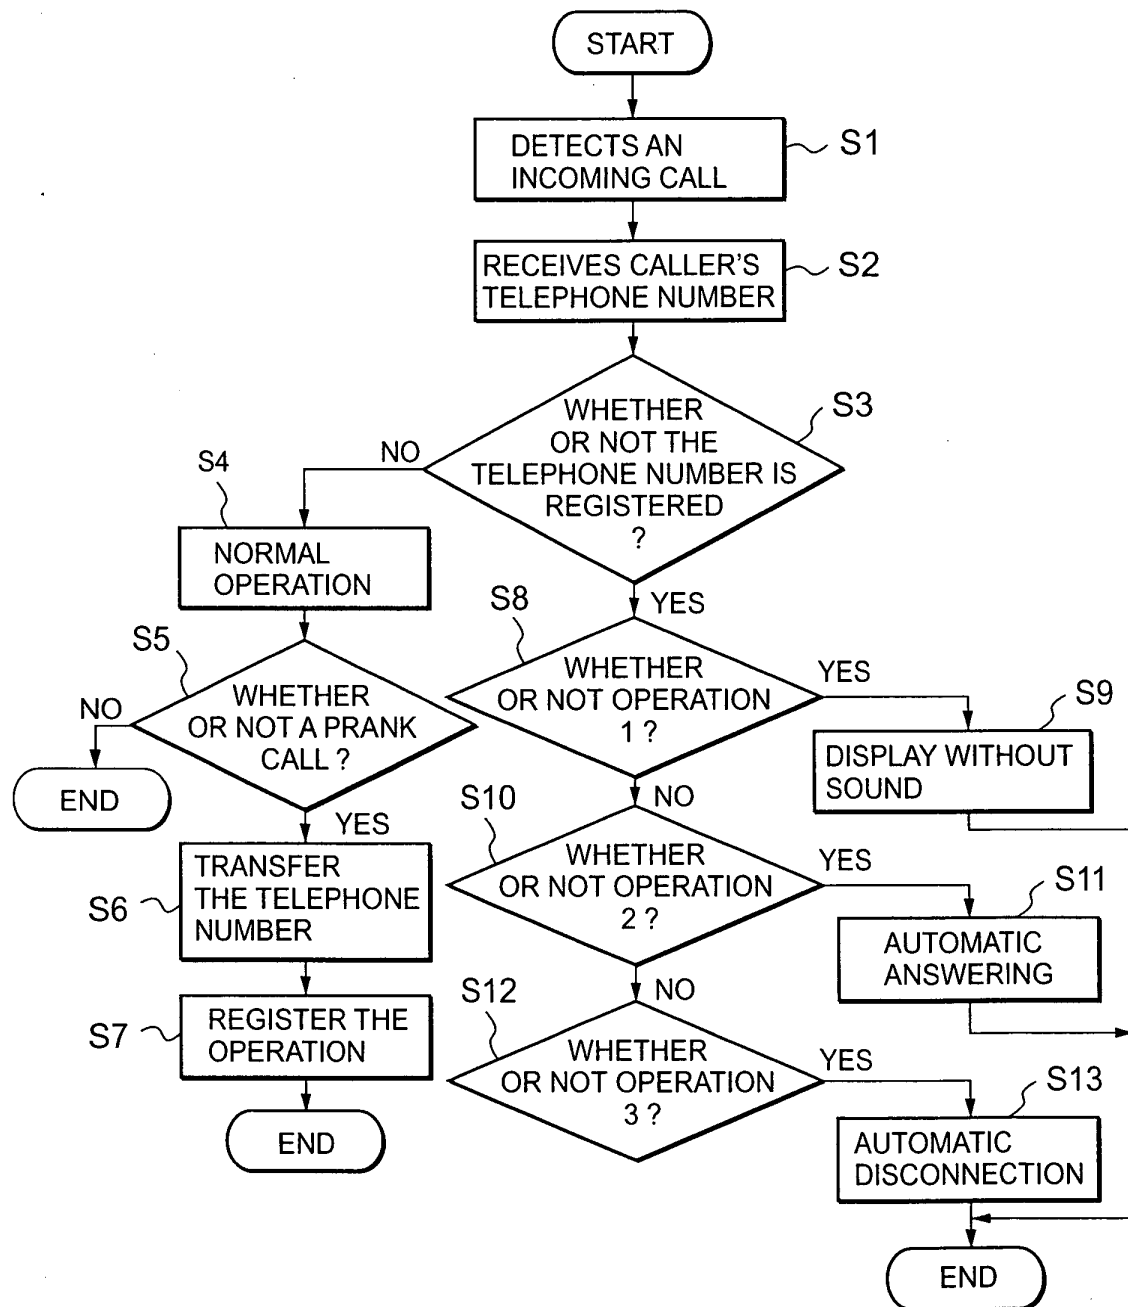 START
DETECTS AN
INCOMING CALL
S1
RECEIVES CALLER'S
TELEPHONE NUMBER
S2
WHETHER
OR NOT THE
TELEPHONE NUMBER IS
REGISTERED
?
S3
NO
YES
S4
NORMAL
OPERATION
S5
WHETHER
OR NOT A PRANK
CALL ?
NO
END
YES
S6
TRANSFER
THE TELEPHONE
NUMBER
S7
REGISTER THE
OPERATION
END
S8
WHETHER
OR NOT OPERATION
1 ?
YES
S9
DISPLAY WITHOUT
SOUND
NO
S10
WHETHER
OR NOT OPERATION
2 ?
YES
S11
AUTOMATIC
ANSWERING
NO
S12
WHETHER
OR NOT OPERATION
3 ?
YES
S13
AUTOMATIC
DISCONNECTION
END